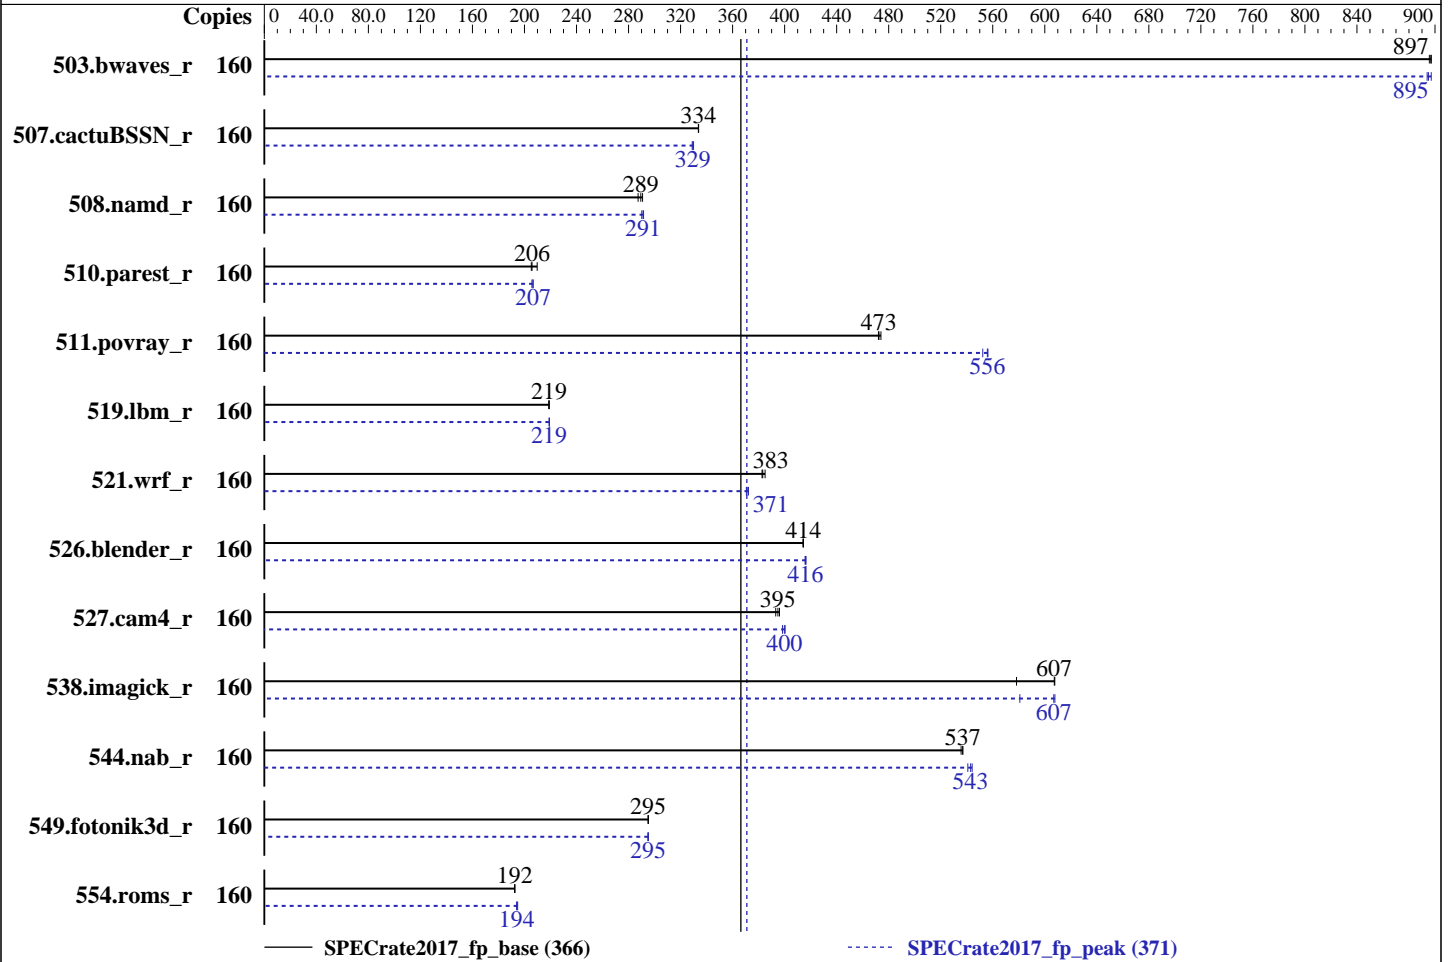 Copies 0 40.0 80.0 120 160 200 240 280 320 360 400 440 480 520 560 600 640 680 720 760 800 840 900
897
503.bwaves_r 160
895
334
507.cactuBSSN_r 160
329
289
508.namd_r 160
291
206
510.parest_r 160
207
473
511.povray_r 160
556
219
519.lbm_r 160
219
383
521.wrf_r 160
371
414
526.blender_r 160
416
395
527.cam4_r 160
400
607
538.imagick_r 160
607
537
544.nab_r 160
543
295
549.fotonik3d_r 160
295
192
554.roms_r 160
194
SPECrate2017_fp_base (366) SPECrate2017_fp_peak (371)